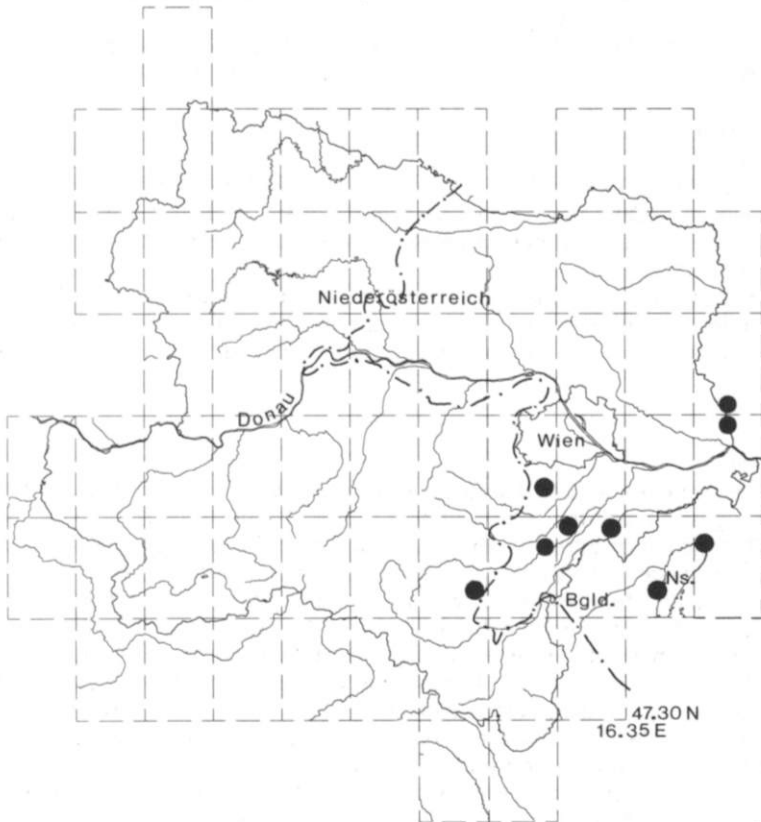 Niederösterreich
Donau
Wien
Ns.
Bgld.
47.30 N
16.35 E